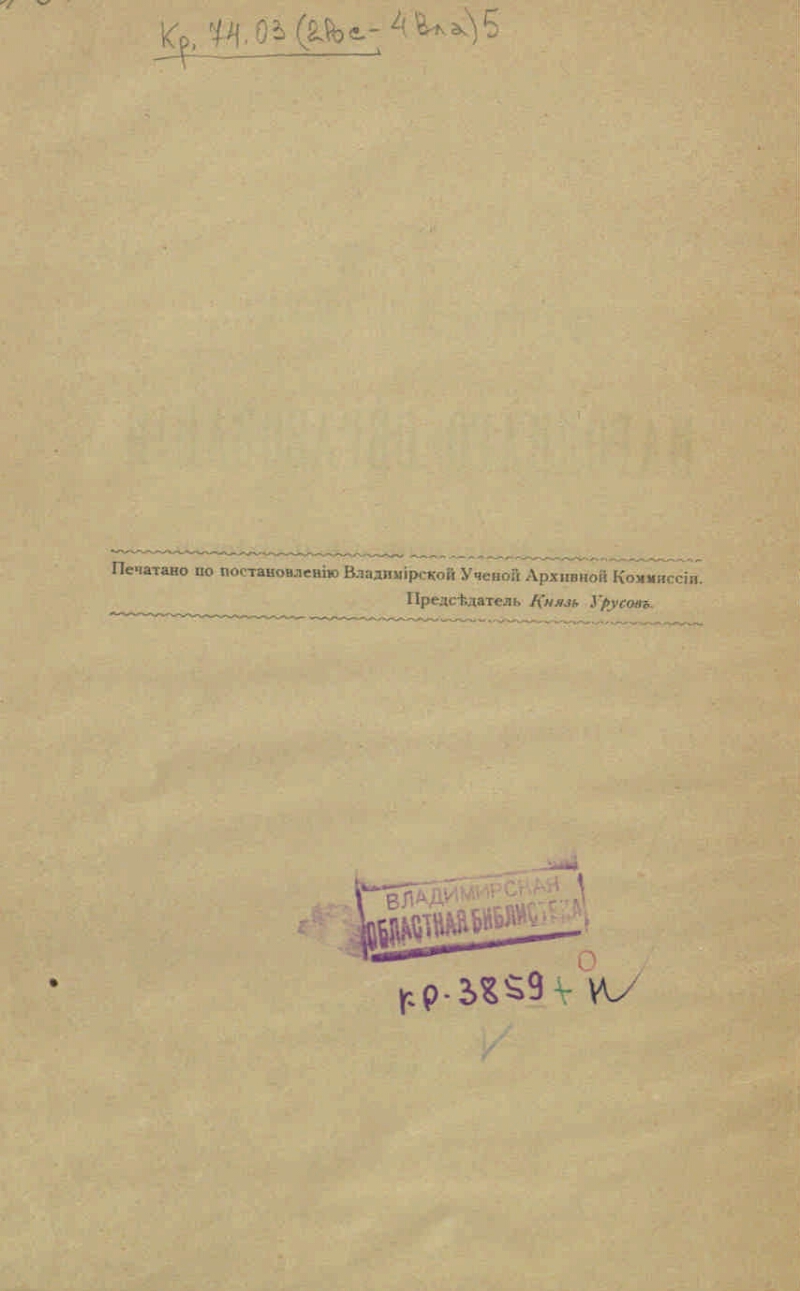 Кр. 74.03 (2Рос-4Вла)5
Печатано по постановленію Владимірской Ученой Архивной Коммиссіи.
Предсѣдатель Князь Урусовъ.
ВЛАДИМИРСКАЯ
ОБЛАСТНАЯ БИБЛИОТЕКА
кр-3859